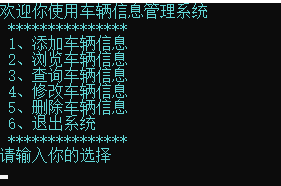 欢迎你使用车辆信息管理系统
***************
1、添加车辆信息
2、浏览车辆信息
3、查询车辆信息
4、修改车辆信息
5、删除车辆信息
6、退出系统
***************
请输入你的选择